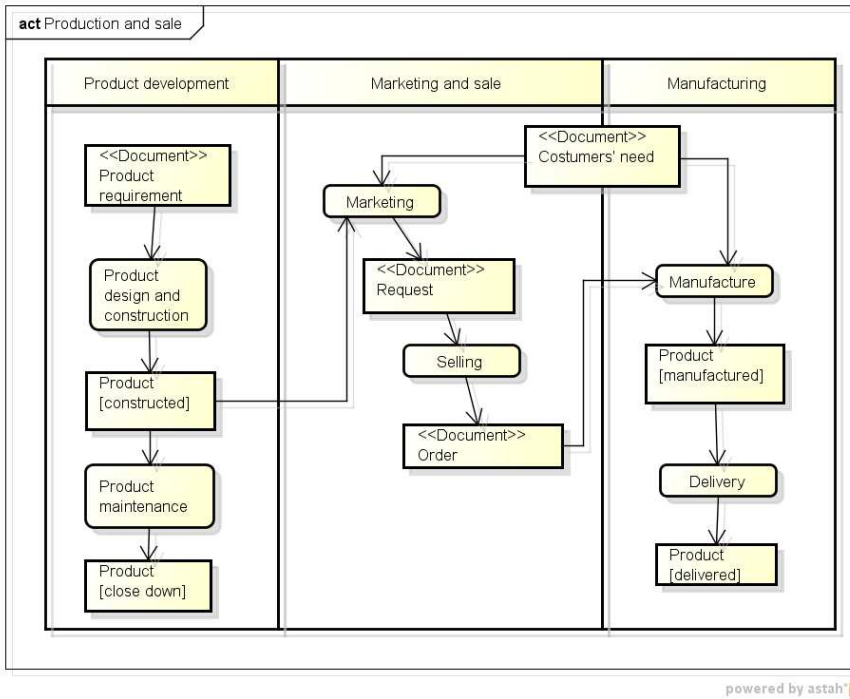 act Production and sale
Product development
Marketing and sale
Manufacturing
<<Document>>
Product
requirement
Product
design and
construction
Product
[constructed]
Product
maintenance
Product
[close down]
<<Document>>
Costumers' need
Marketing
<<Document>>
Request
Selling
<<Document>>
Order
Manufacture
Product
[manufactured]
Delivery
Product
[delivered]
powered by astah*